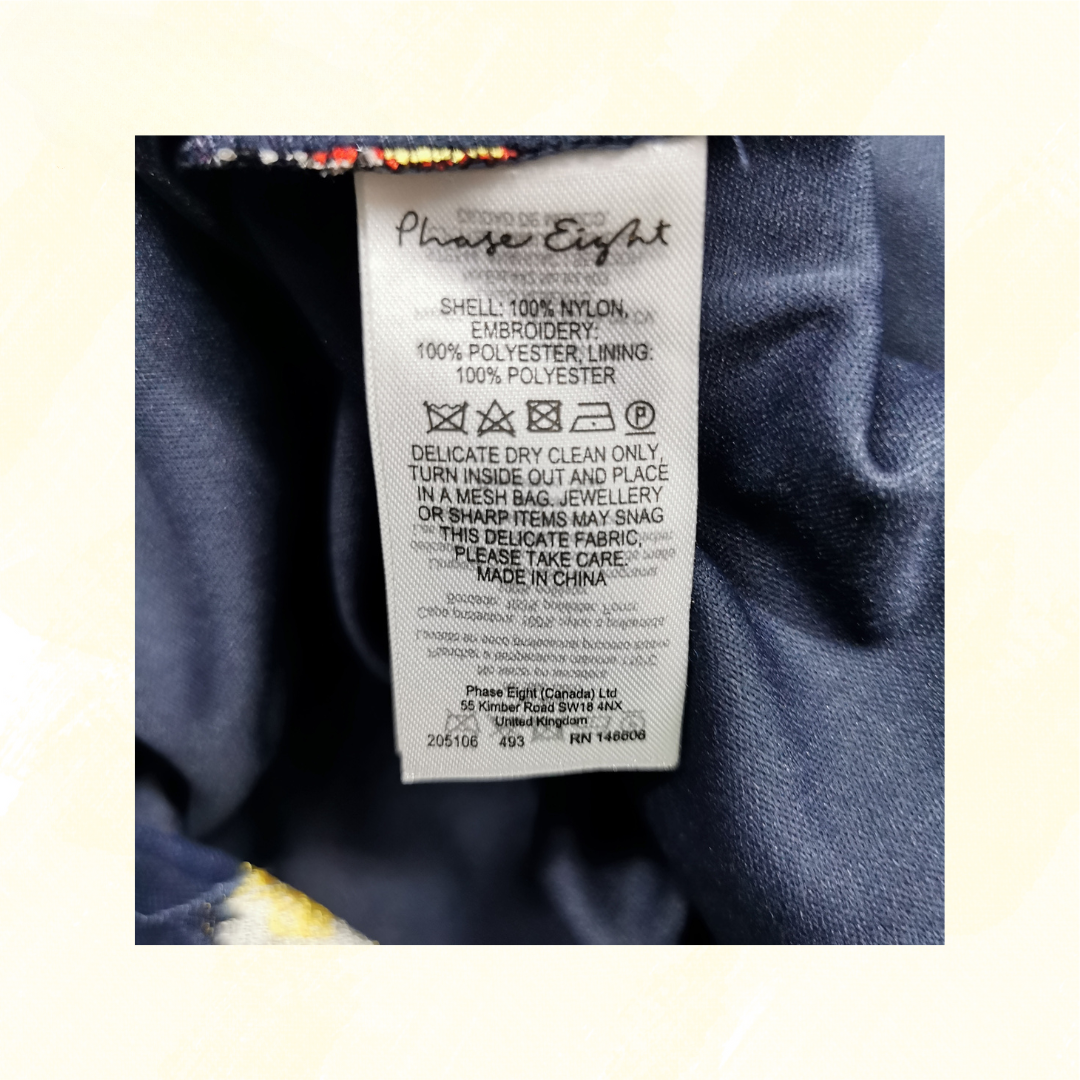 Phase Eight
SHELL: 100% NYLON,
EMBROIDERY:
100% POLYESTER, LINING:
100% POLYESTER
DELICATE DRY CLEAN ONLY,
TURN INSIDE OUT AND PLACE
IN A MESH BAG. JEWELLERY
OR SHARP ITEMS MAY SNAG
THIS DELICATE FABRIC,
PLEASE TAKE CARE.
MADE IN CHINA
Phase Eight (Canada) Ltd
55 Kimber Road SW18 4NX
United Kingdom
205106 493 RN 146606